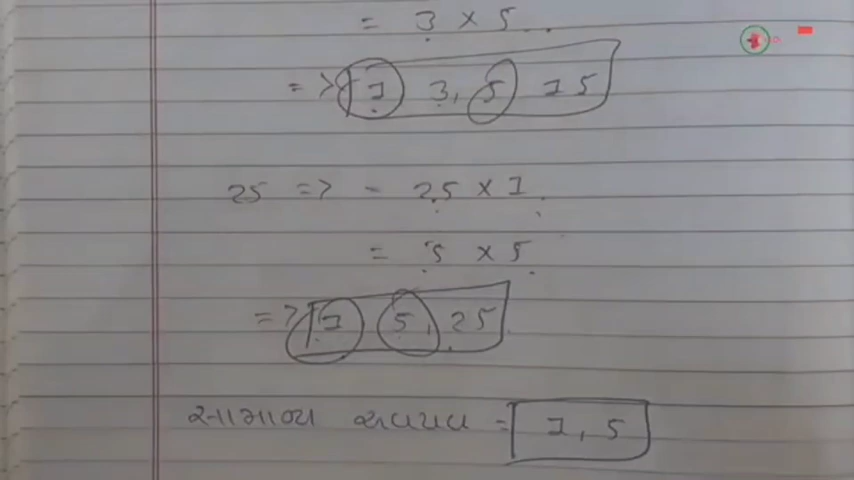 = 3 × 5
=> 1 3, 5 15
25 => - 25 × 1
= 5 × 5
=> 1 5, 25
સામાન્ય અવયવ = 1, 5